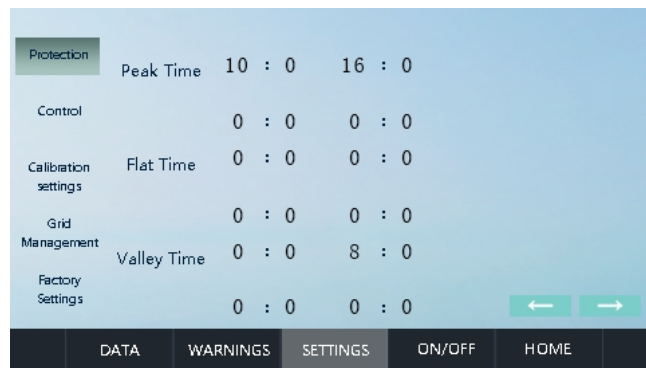 Protection
Peak Time 10 : 0 16 : 0
Control
0 : 0 0 : 0
Calibration
settings
Flat Time 0 : 0 0 : 0
Grid
Management
0 : 0 0 : 0
Valley Time 0 : 0 8 : 0
Factory
Settings
0 : 0 0 : 0
← →
DATA WARNINGS SETTINGS ON/OFF HOME